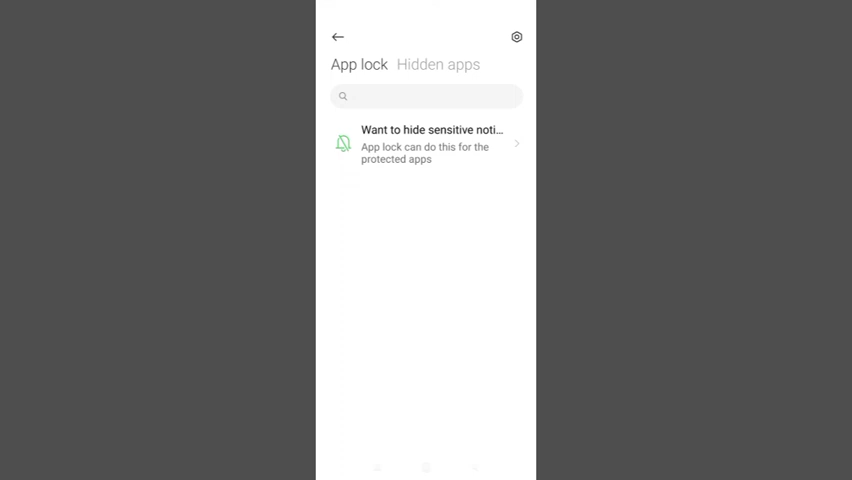 App lock Hidden apps
Want to hide sensitive noti...
App lock can do this for the
protected apps